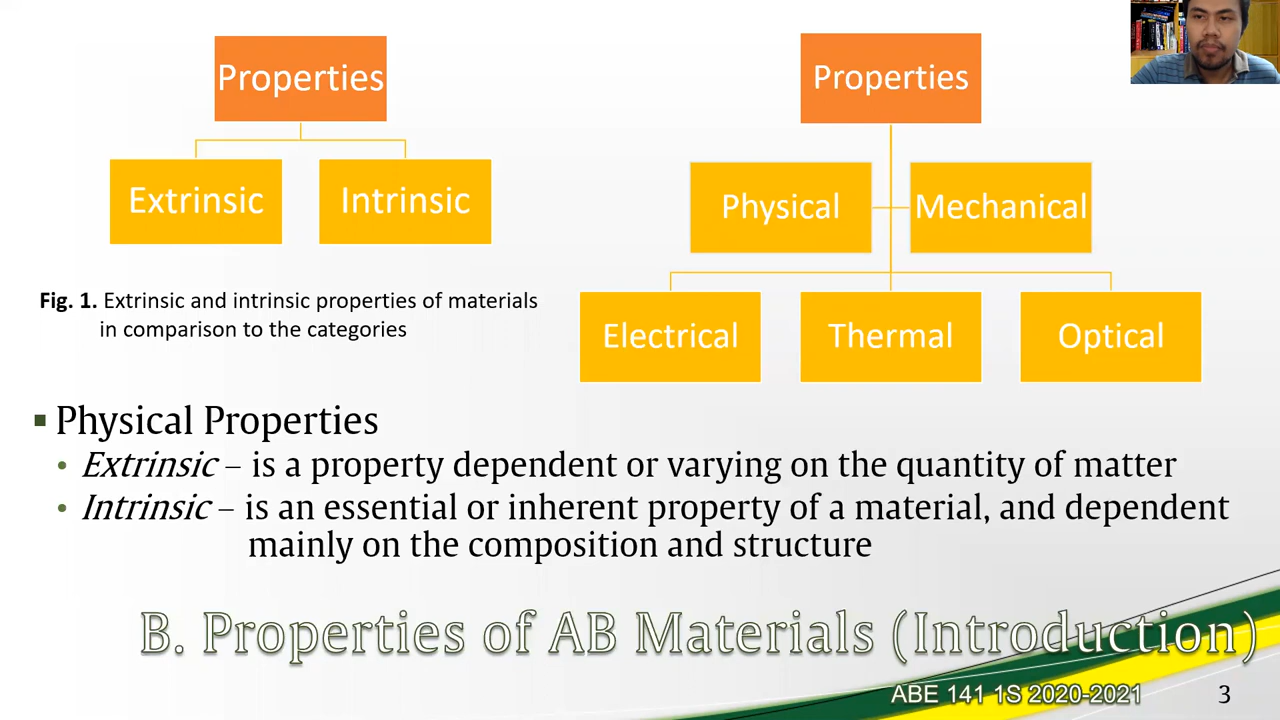 Properties
Extrinsic
Intrinsic
Fig. 1. Extrinsic and intrinsic properties of materials
in comparison to the categories
Properties
Physical
Mechanical
Electrical
Thermal
Optical
▪ Physical Properties
• Extrinsic – is a property dependent or varying on the quantity of matter
• Intrinsic – is an essential or inherent property of a material, and dependent
mainly on the composition and structure
B. Properties of AB Materials (Introduction)
ABE 141 1S 2020-2021
3